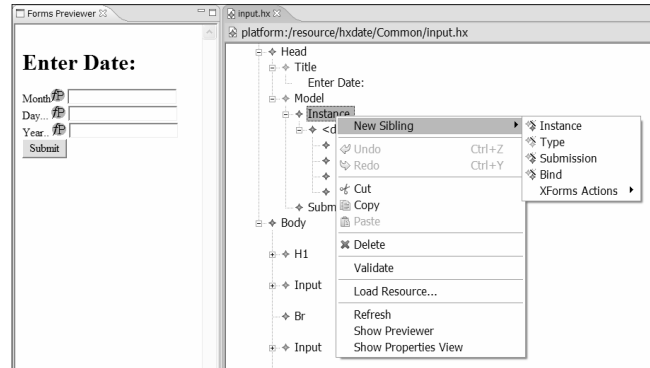 Forms Previewer
Enter Date:
Month
Day...
Year..
Submit
input.hx
platform:/resource/hxdate/Common/input.hx
Head
Title
Enter Date:
Model
Instance
<d
Subm
Body
H1
Input
Br
Input
New Sibling
Undo Ctrl+Z
Redo Ctrl+Y
Cut
Copy
Paste
Delete
Validate
Load Resource...
Refresh
Show Previewer
Show Properties View
Instance
Type
Submission
Bind
XForms Actions